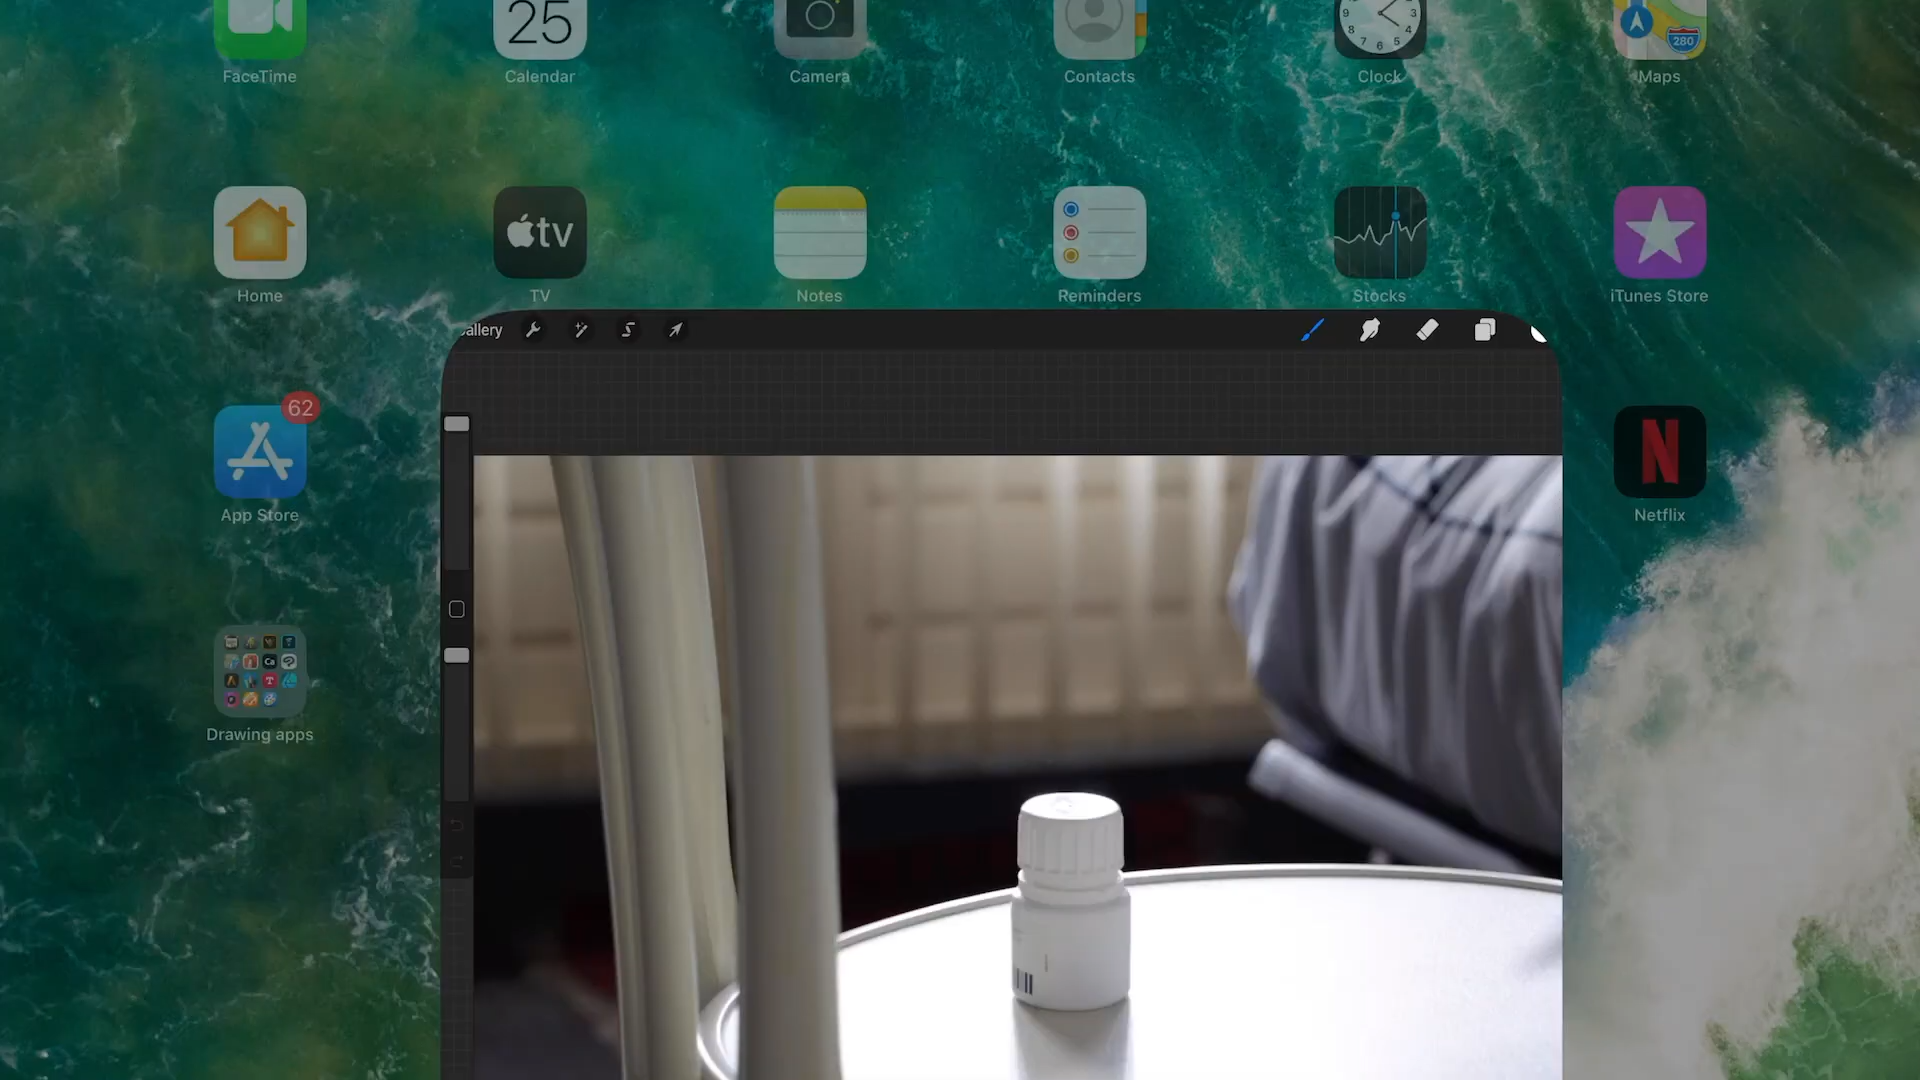 25
FaceTime
Calendar
Camera
Contacts
Clock
280
Maps
tv
Home
TV
Notes
Reminders
Stocks
iTunes Store
allery
62
App Store
N
Netflix
Drawing apps